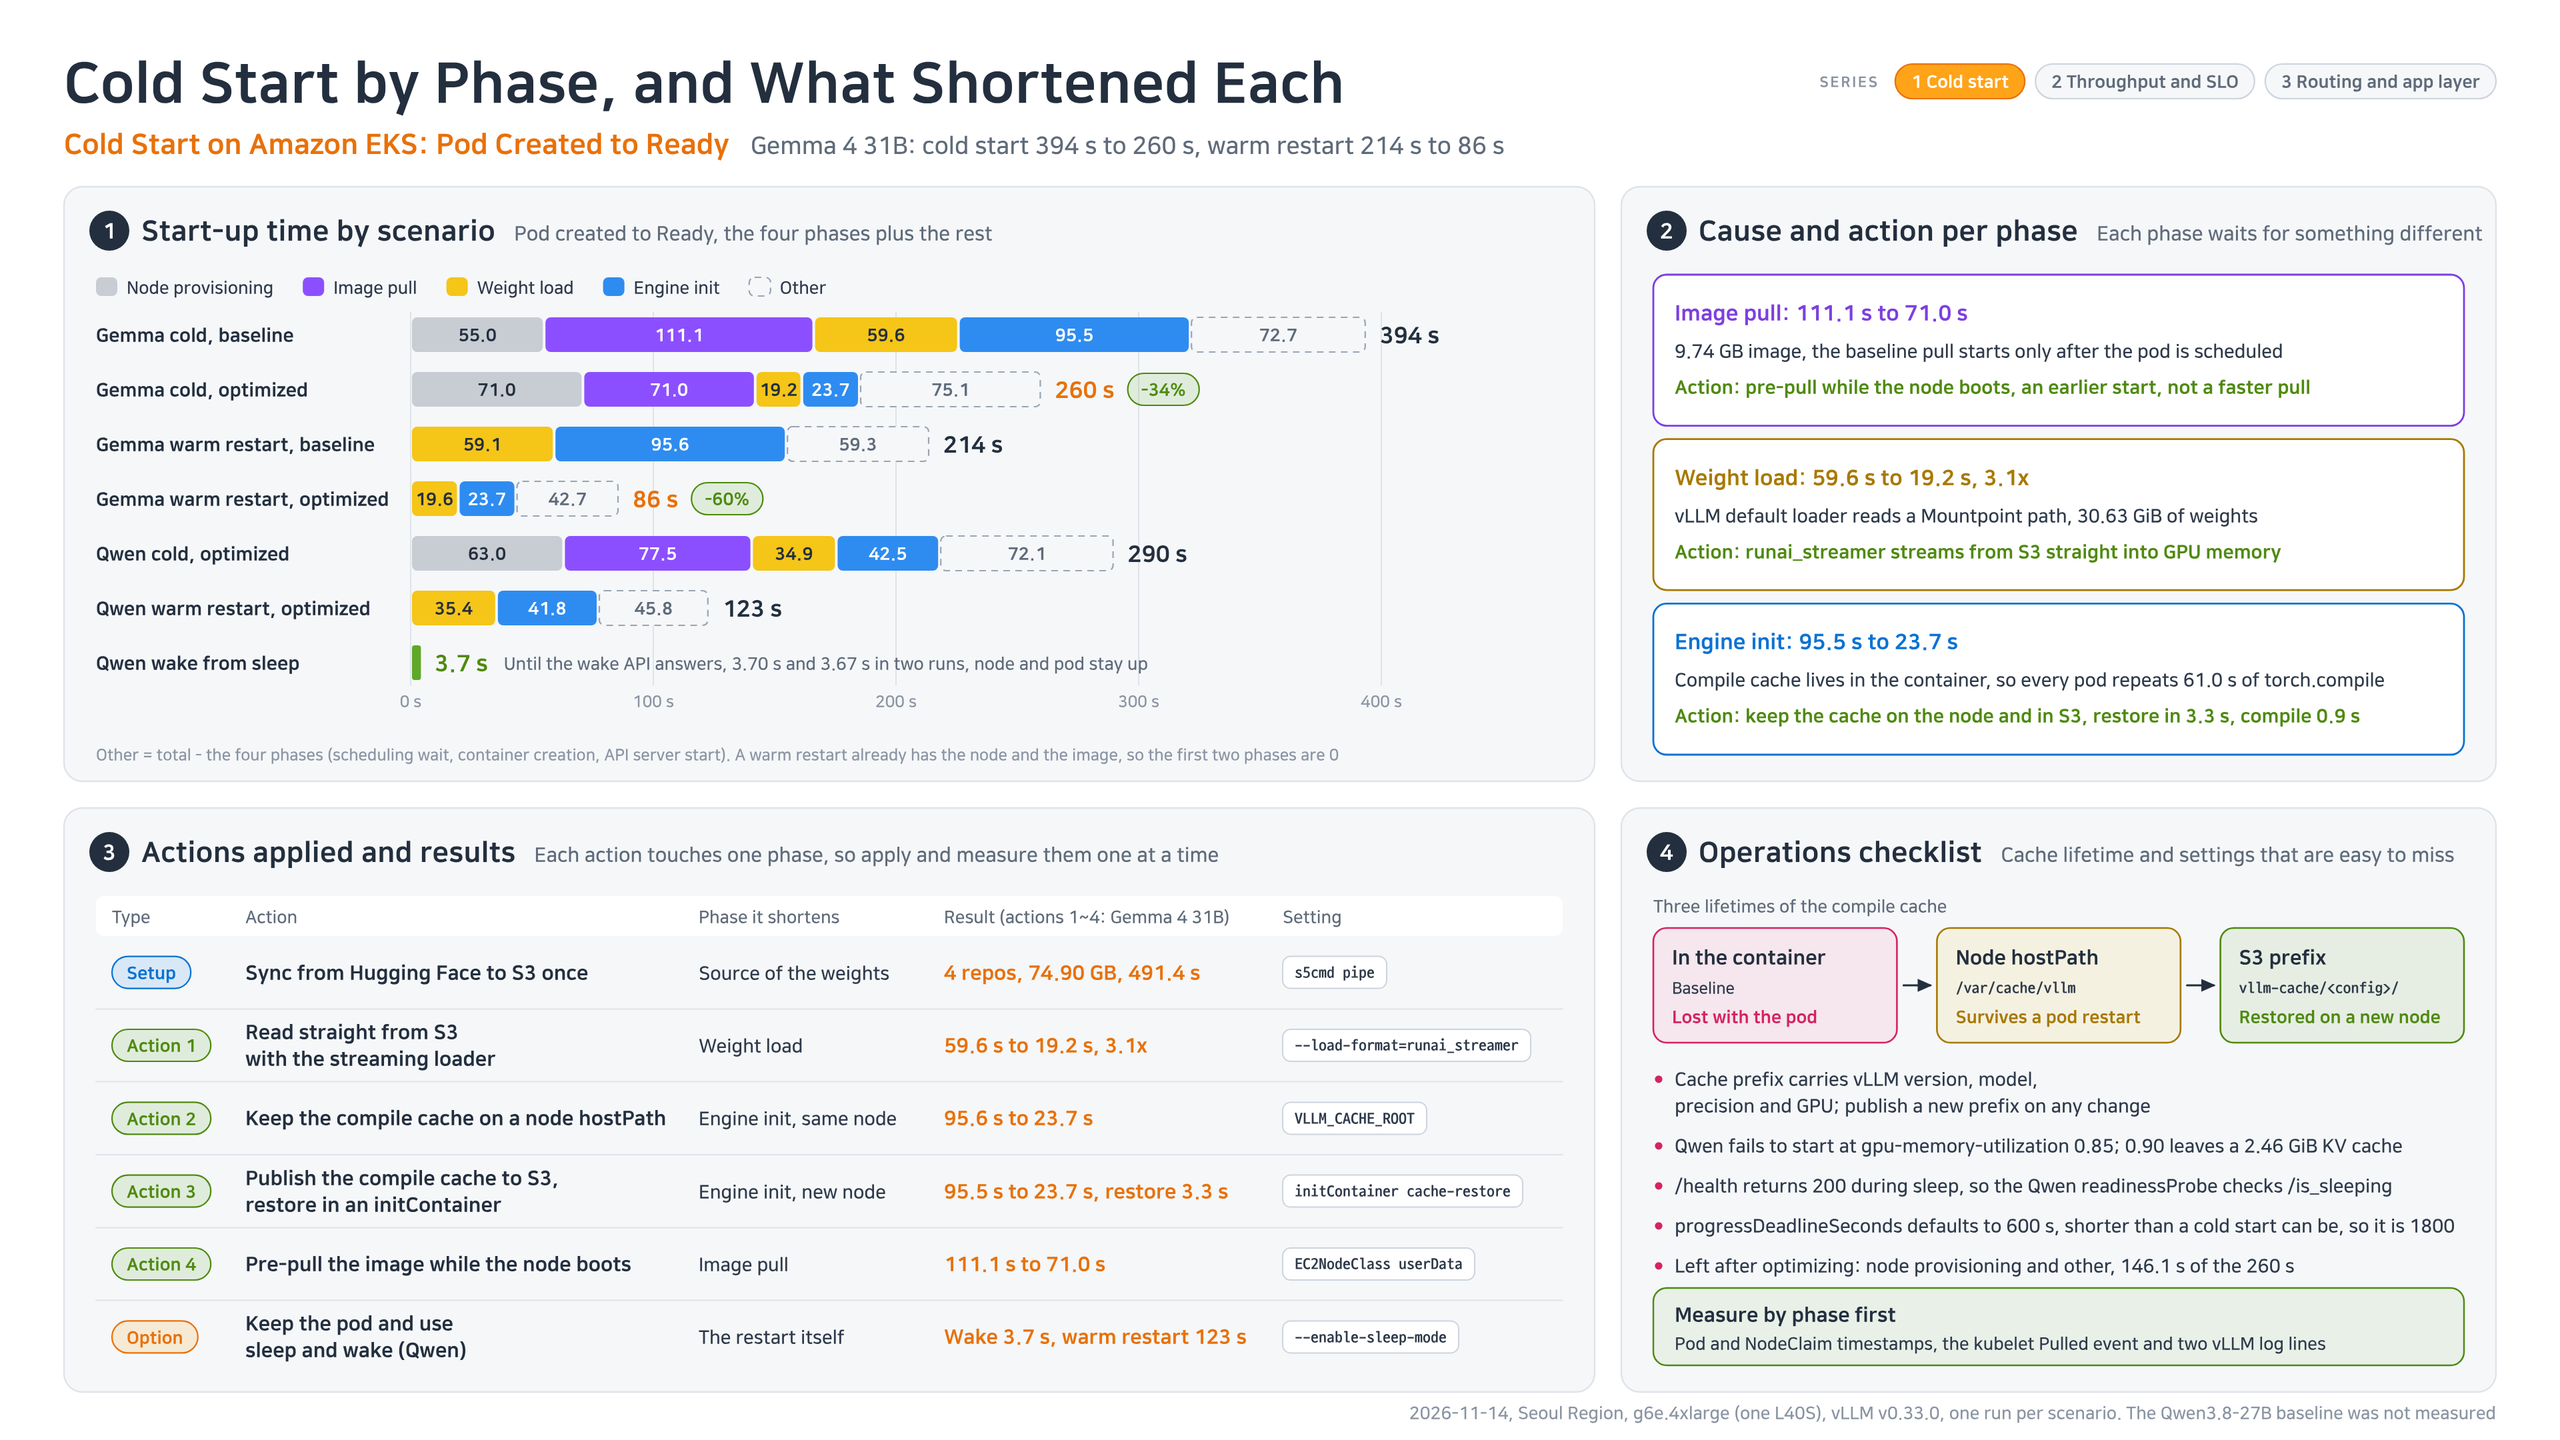 Cold Start by Phase, and What Shortened Each
SERIES
1 Cold start
2 Throughput and SLO
3 Routing and app layer
Cold Start on Amazon EKS: Pod Created to Ready
Gemma 4 31B: cold start 394 s to 260 s, warm restart 214 s to 86 s
1
Start-up time by scenario
Pod created to Ready, the four phases plus the rest
Node provisioning
Image pull
Weight load
Engine init
Other
Gemma cold, baseline
55.0
111.1
59.6
95.5
72.7
394 s
Gemma cold, optimized
71.0
71.0
19.2
23.7
75.1
260 s
-34%
Gemma warm restart, baseline
59.1
95.6
59.3
214 s
Gemma warm restart, optimized
19.6
23.7
42.7
86 s
-60%
Qwen cold, optimized
63.0
77.5
34.9
42.5
72.1
290 s
Qwen warm restart, optimized
35.4
41.8
45.8
123 s
Qwen wake from sleep
3.7 s
Until the wake API answers, 3.70 s and 3.67 s in two runs, node and pod stay up
0 s
100 s
200 s
300 s
400 s
Other = total - the four phases (scheduling wait, container creation, API server start). A warm restart already has the node and the image, so the first two phases are 0
2
Cause and action per phase
Each phase waits for something different
Image pull: 111.1 s to 71.0 s
9.74 GB image, the baseline pull starts only after the pod is scheduled
Action: pre-pull while the node boots, an earlier start, not a faster pull
Weight load: 59.6 s to 19.2 s, 3.1x
vLLM default loader reads a Mountpoint path, 30.63 GiB of weights
Action: runai_streamer streams from S3 straight into GPU memory
Engine init: 95.5 s to 23.7 s
Compile cache lives in the container, so every pod repeats 61.0 s of torch.compile
Action: keep the cache on the node and in S3, restore in 3.3 s, compile 0.9 s
3
Actions applied and results
Each action touches one phase, so apply and measure them one at a time
Type
Action
Phase it shortens
Result (actions 1~4: Gemma 4 31B)
Setting
Setup
Sync from Hugging Face to S3 once
Source of the weights
4 repos, 74.90 GB, 491.4 s
s5cmd pipe
Action 1
Read straight from S3
with the streaming loader
Weight load
59.6 s to 19.2 s, 3.1x
--load-format=runai_streamer
Action 2
Keep the compile cache on a node hostPath
Engine init, same node
95.6 s to 23.7 s
VLLM_CACHE_ROOT
Action 3
Publish the compile cache to S3,
restore in an initContainer
Engine init, new node
95.5 s to 23.7 s, restore 3.3 s
initContainer cache-restore
Action 4
Pre-pull the image while the node boots
Image pull
111.1 s to 71.0 s
EC2NodeClass userData
Option
Keep the pod and use
sleep and wake (Qwen)
The restart itself
Wake 3.7 s, warm restart 123 s
--enable-sleep-mode
4
Operations checklist
Cache lifetime and settings that are easy to miss
Three lifetimes of the compile cache
In the container
Baseline
Lost with the pod
Node hostPath
/var/cache/vllm
Survives a pod restart
S3 prefix
vllm-cache/<config>/
Restored on a new node
• Cache prefix carries vLLM version, model,
precision and GPU; publish a new prefix on any change
• Qwen fails to start at gpu-memory-utilization 0.85; 0.90 leaves a 2.46 GiB KV cache
• /health returns 200 during sleep, so the Qwen readinessProbe checks /is_sleeping
• progressDeadlineSeconds defaults to 600 s, shorter than a cold start can be, so it is 1800
• Left after optimizing: node provisioning and other, 146.1 s of the 260 s
Measure by phase first
Pod and NodeClaim timestamps, the kubelet Pulled event and two vLLM log lines
2026-11-14, Seoul Region, g6e.4xlarge (one L40S), vLLM v0.33.0, one run per scenario. The Qwen3.8-27B baseline was not measured